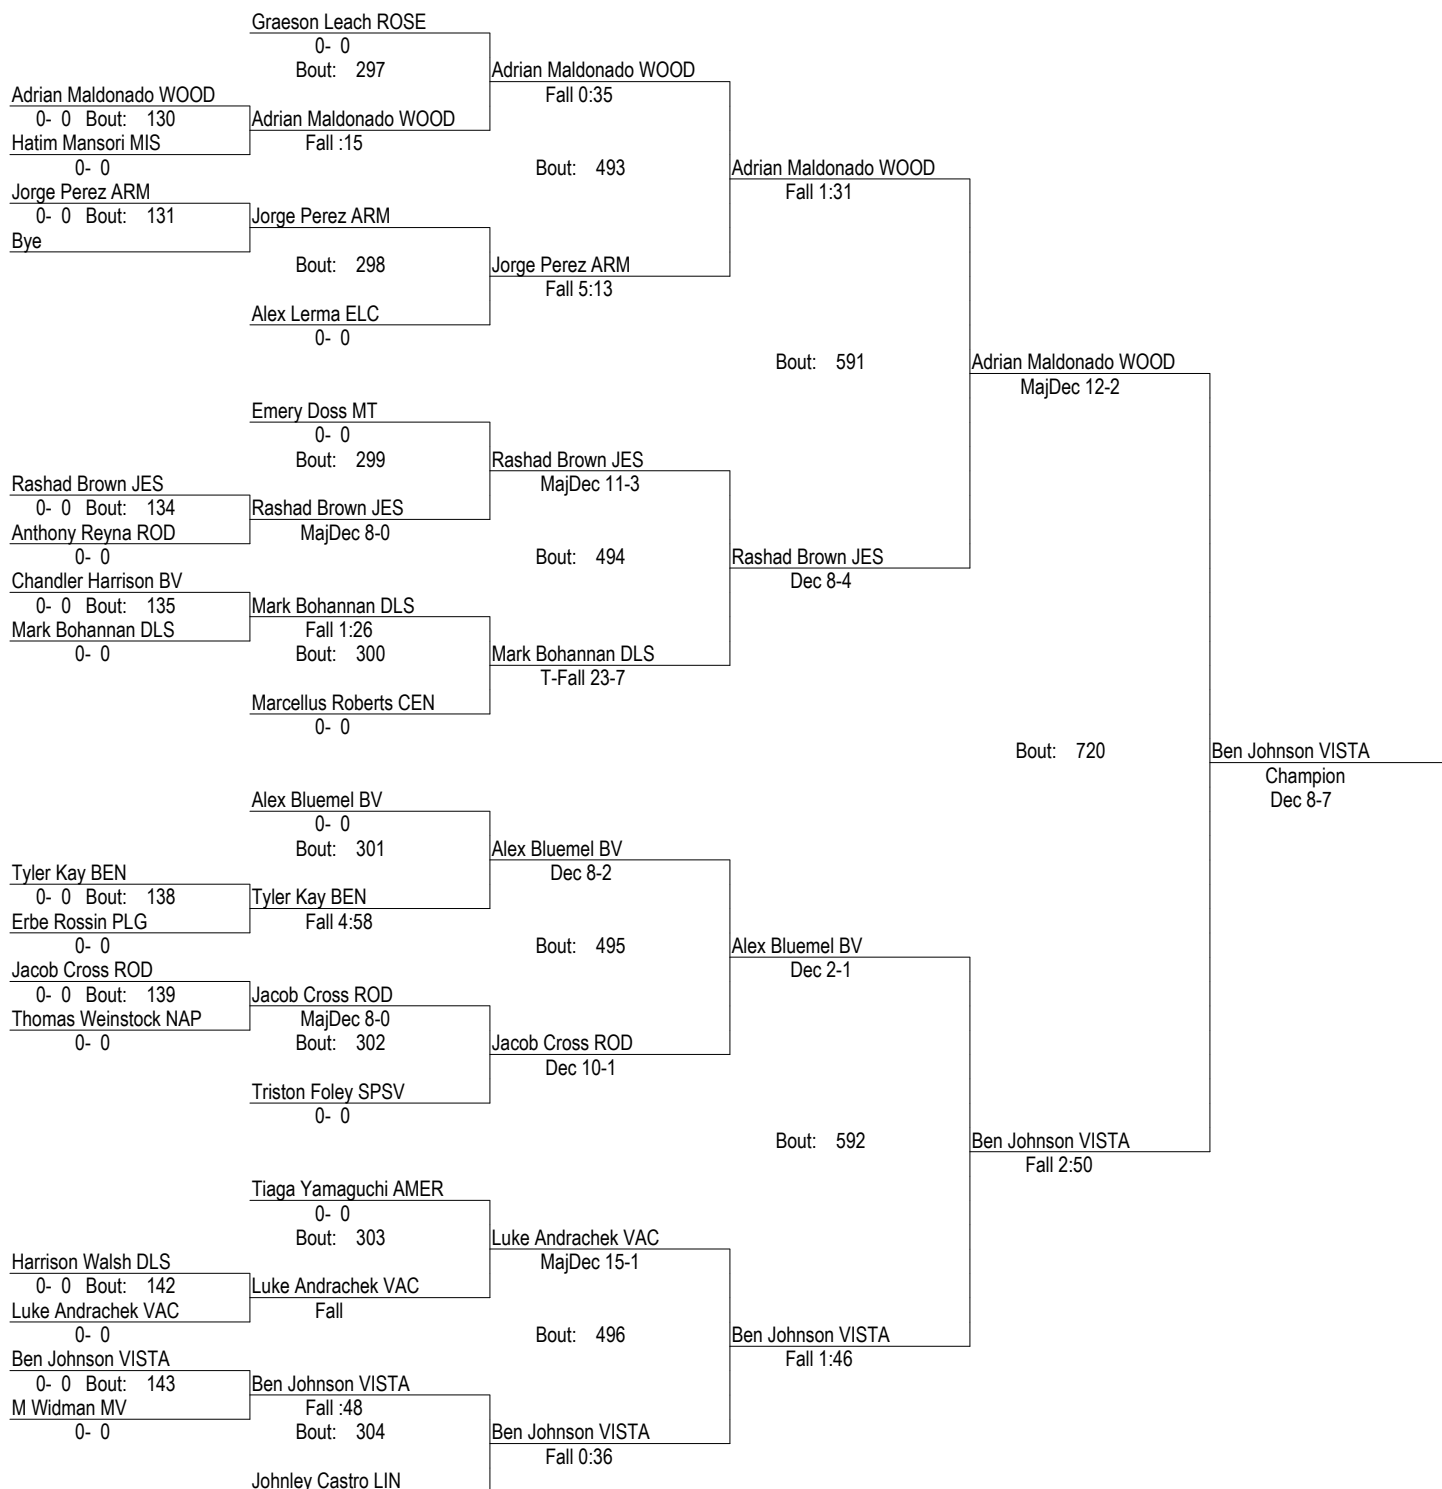 Graeson Leach ROSE
0- 0
Bout: 297
Adrian Maldonado WOOD
Fall 0:35
Adrian Maldonado WOOD
0- 0 Bout: 130
Adrian Maldonado WOOD
Hatim Mansori MIS
Fall :15
0- 0
Bout: 493
Adrian Maldonado WOOD
Fall 1:31
Jorge Perez ARM
0- 0 Bout: 131
Jorge Perez ARM
Bye
Bout: 298
Jorge Perez ARM
Fall 5:13
Alex Lerma ELC
0- 0
Bout: 591
Adrian Maldonado WOOD
MajDec 12-2
Emery Doss MT
0- 0
Bout: 299
Rashad Brown JES
MajDec 11-3
Rashad Brown JES
0- 0 Bout: 134
Rashad Brown JES
Anthony Reyna ROD
MajDec 8-0
0- 0
Bout: 494
Rashad Brown JES
Dec 8-4
Chandler Harrison BV
0- 0 Bout: 135
Mark Bohannan DLS
Mark Bohannan DLS
Fall 1:26
0- 0
Bout: 300
Mark Bohannan DLS
T-Fall 23-7
Marcellus Roberts CEN
0- 0
Bout: 720
Ben Johnson VISTA
Champion
Dec 8-7
Alex Bluemel BV
0- 0
Bout: 301
Alex Bluemel BV
Dec 8-2
Tyler Kay BEN
0- 0 Bout: 138
Tyler Kay BEN
Erbe Rossin PLG
Fall 4:58
0- 0
Bout: 495
Alex Bluemel BV
Dec 2-1
Jacob Cross ROD
0- 0 Bout: 139
Jacob Cross ROD
Thomas Weinstock NAP
MajDec 8-0
0- 0
Bout: 302
Jacob Cross ROD
Dec 10-1
Triston Foley SPSV
0- 0
Bout: 592
Ben Johnson VISTA
Fall 2:50
Tiaga Yamaguchi AMER
0- 0
Bout: 303
Luke Andrachek VAC
MajDec 15-1
Harrison Walsh DLS
0- 0 Bout: 142
Luke Andrachek VAC
Luke Andrachek VAC
Fall
0- 0
Bout: 496
Ben Johnson VISTA
Fall 1:46
Ben Johnson VISTA
0- 0 Bout: 143
Ben Johnson VISTA
M Widman MV
Fall :48
0- 0
Bout: 304
Ben Johnson VISTA
Fall 0:36
Johnley Castro LIN